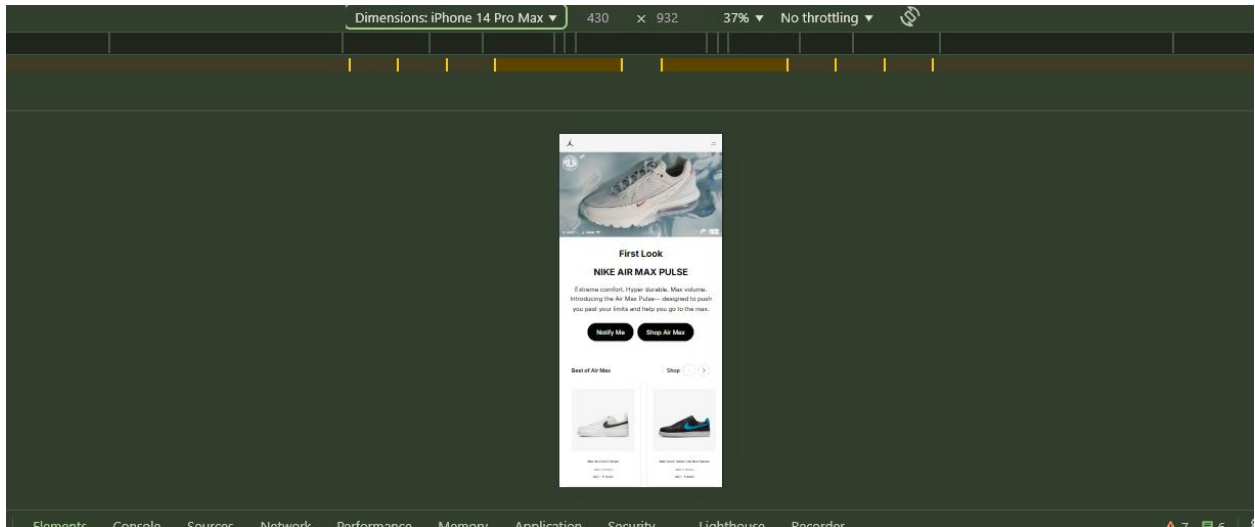 Dimensions: iPhone 14 Pro Max ▼ 430 × 932 37% ▼ No throttling ▼
First Look
NIKE AIR MAX PULSE
Extreme comfort. Hyper durable. Max volume.
Introducing the Air Max Pulse— designed to push
you past your limits and help you go to the max.
Notify Me Shop Air Max
Best of Air Max Shop
Elements Console Sources Network Performance Memory Application Security Lighthouse Recorder 7 6